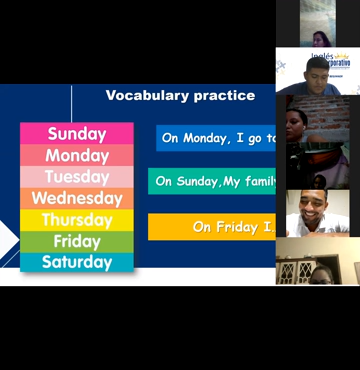 Vocabulary practice
Sunday
Monday
Tuesday
Wednesday
Thursday
Friday
Saturday
On Monday, I go to
On Sunday,My family
On Friday I.
Inglés